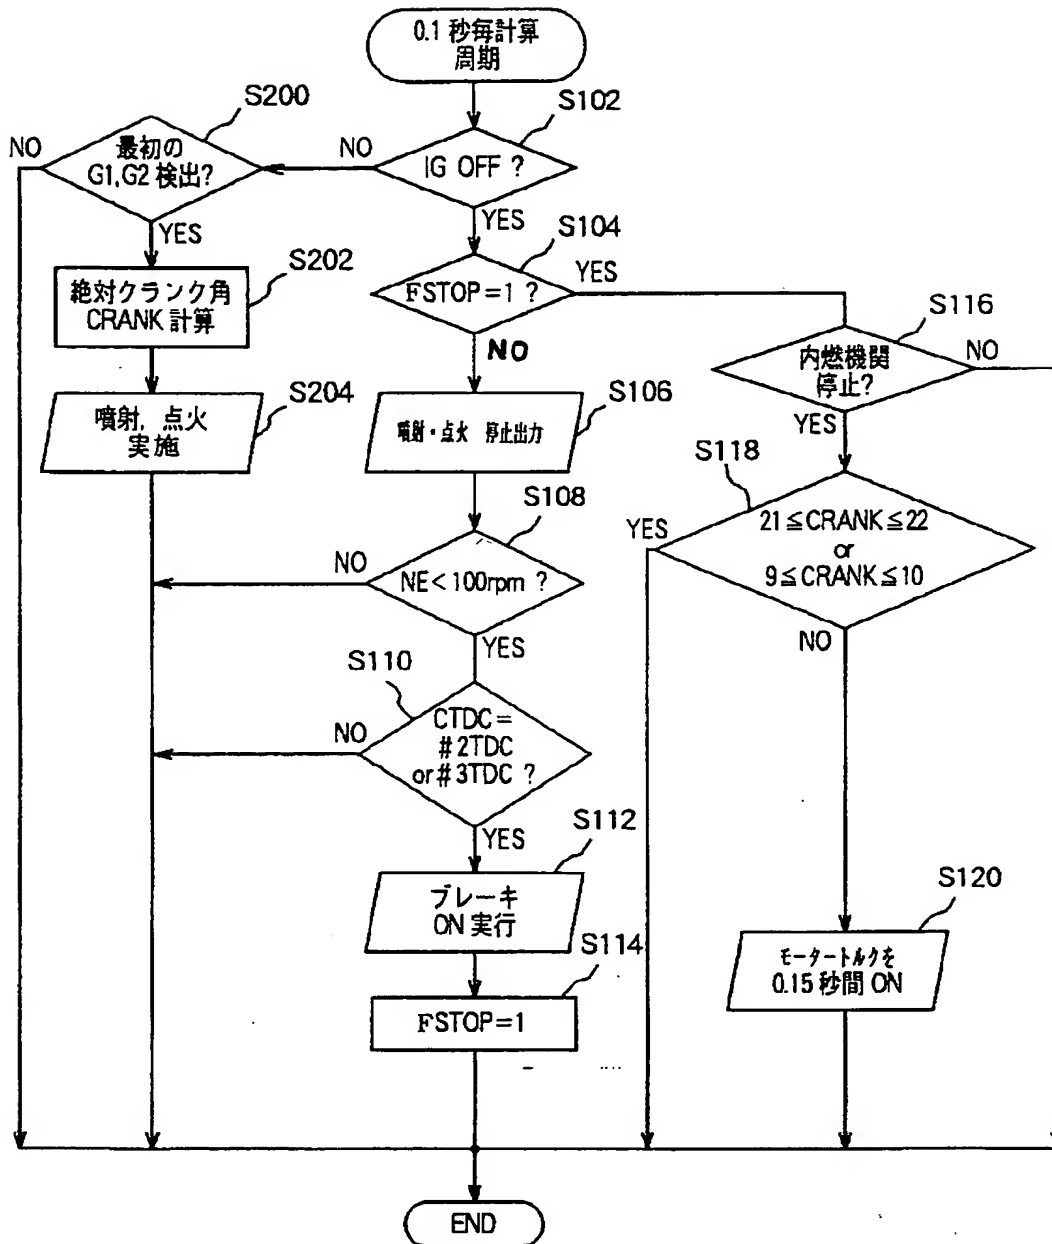 0.1 秒毎計算
周期
S200
S102
NO
最初の
G1,G2 検出?
NO
IG OFF ?
YES
YES
S104
S202
絶対クランク角
CRANK 計算
FSTOP=1 ?
YES
S116
NO
内燃機関
停止?
NO
S204
噴射, 点火
実施
S106
噴射・点火 停止出力
YES
S118
S108
YES
21≦CRANK≦22
or
9≦CRANK≦10
NO
NE<100rpm ?
NO
YES
S110
NO
CTDC=
#2TDC
or#3TDC ?
YES
S112
ブレーキ
ON 実行
S120
モータートルクを
0.15 秒間 ON
S114
FSTOP=1
END